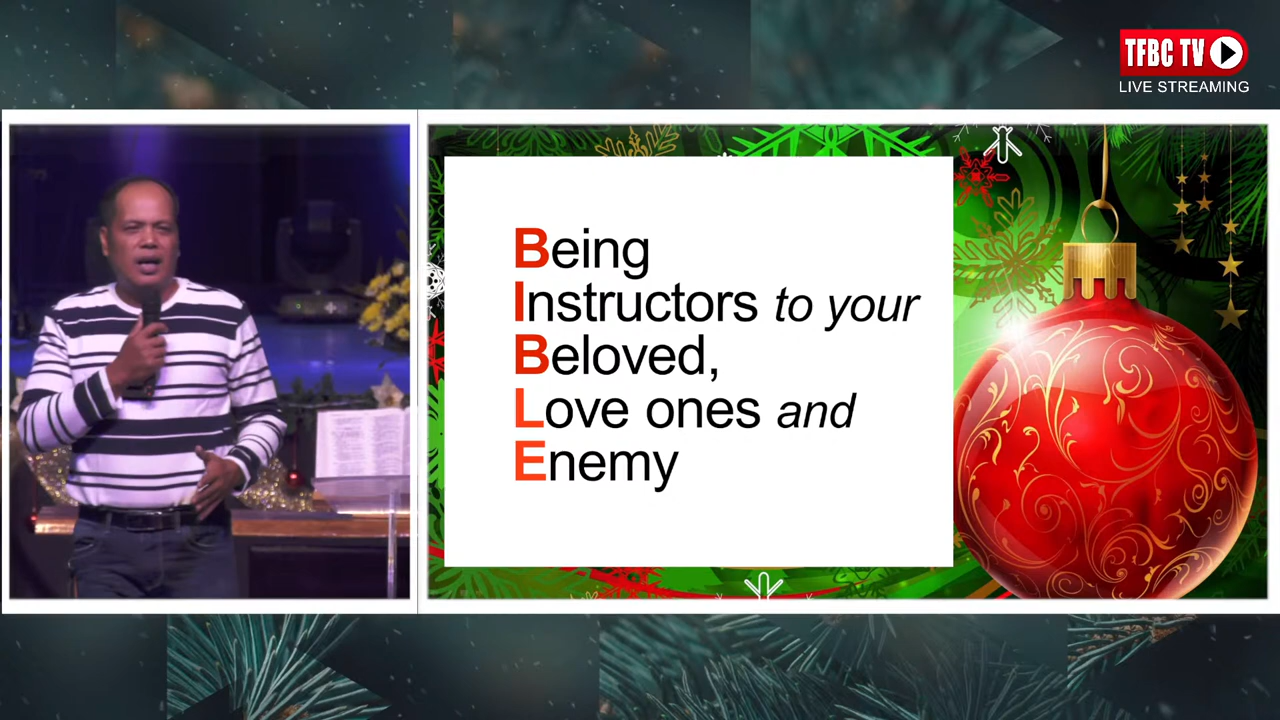 TFBC TV
LIVE STREAMING
Being
Instructors to your
Beloved,
Love ones and
Enemy